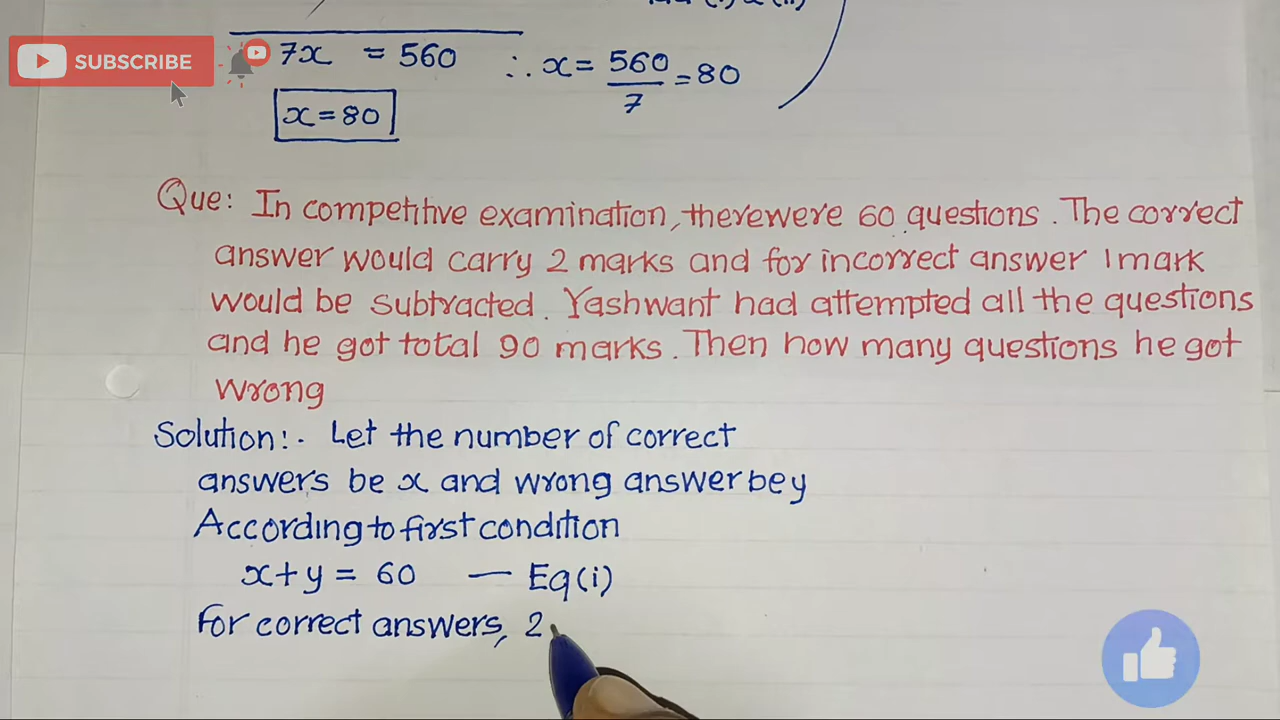 SUBSCRIBE
7x = 560 ∴ x = 560/7 = 80
x = 80
Que: In competitive examination, there were 60 questions. The correct
answer would carry 2 marks and for incorrect answer 1 mark
would be subtracted. Yashwant had attempted all the questions
and he got total 90 marks. Then how many questions he got
wrong
Solution:. Let the number of correct
answers be x and wrong answer be y
According to first condition
x + y = 60 — Eq(i)
For correct answers, 2